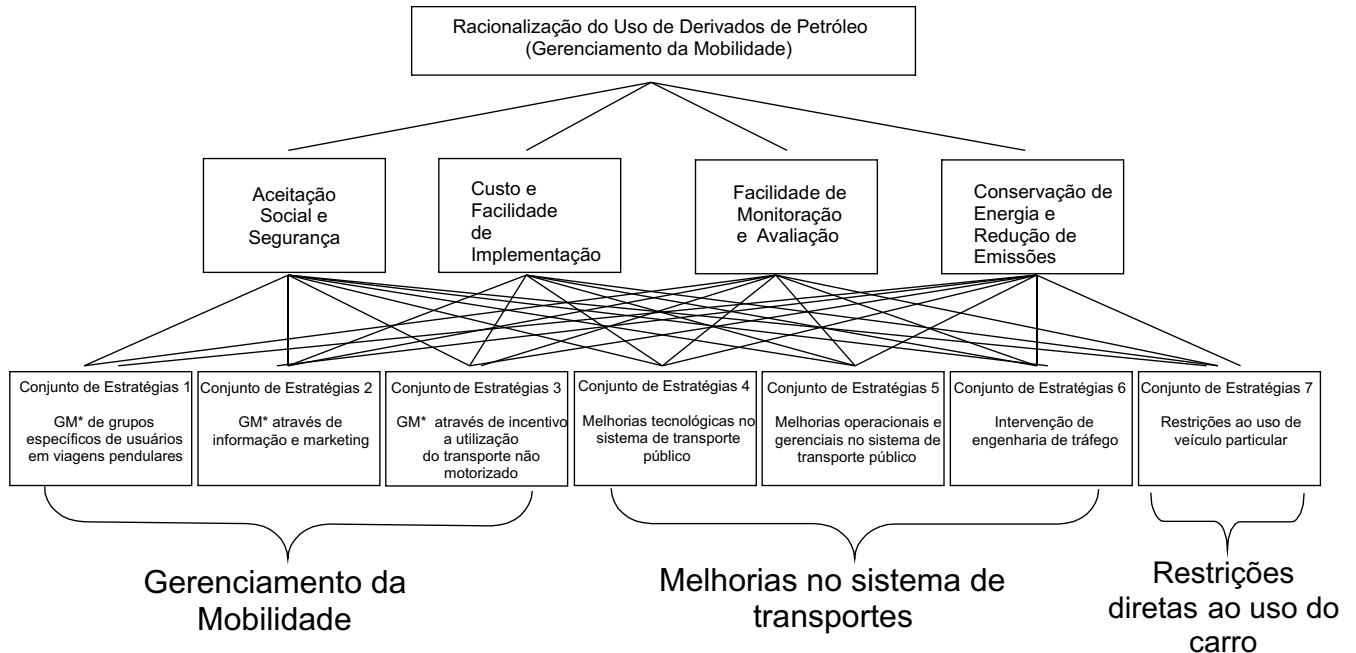 Racionalização do Uso de Derivados de Petróleo
(Gerenciamento da Mobilidade)
Aceitação
Social e
Segurança
Custo e
Facilidade
de
Implementação
Facilidade de
Monitoração
e Avaliação
Conservação de
Energia e
Redução de
Emissões
Conjunto de Estratégias 1
GM* de grupos
específicos de usuários
em viagens pendulares
Conjunto de Estratégias 2
GM* através de
informação e marketing
Conjunto de Estratégias 3
GM* através de incentivo
a utilização
do transporte não
motorizado
Conjunto de Estratégias 4
Melhorias tecnológicas no
sistema de transporte
público
Conjunto de Estratégias 5
Melhorias operacionais e
gerenciais no sistema de
transporte público
Conjunto de Estratégias 6
Intervenção de
engenharia de tráfego
Conjunto de Estratégias 7
Restrições ao uso de
veículo particular
Gerenciamento da
Mobilidade
Melhorias no sistema de
transportes
Restrições
diretas ao uso do
carro